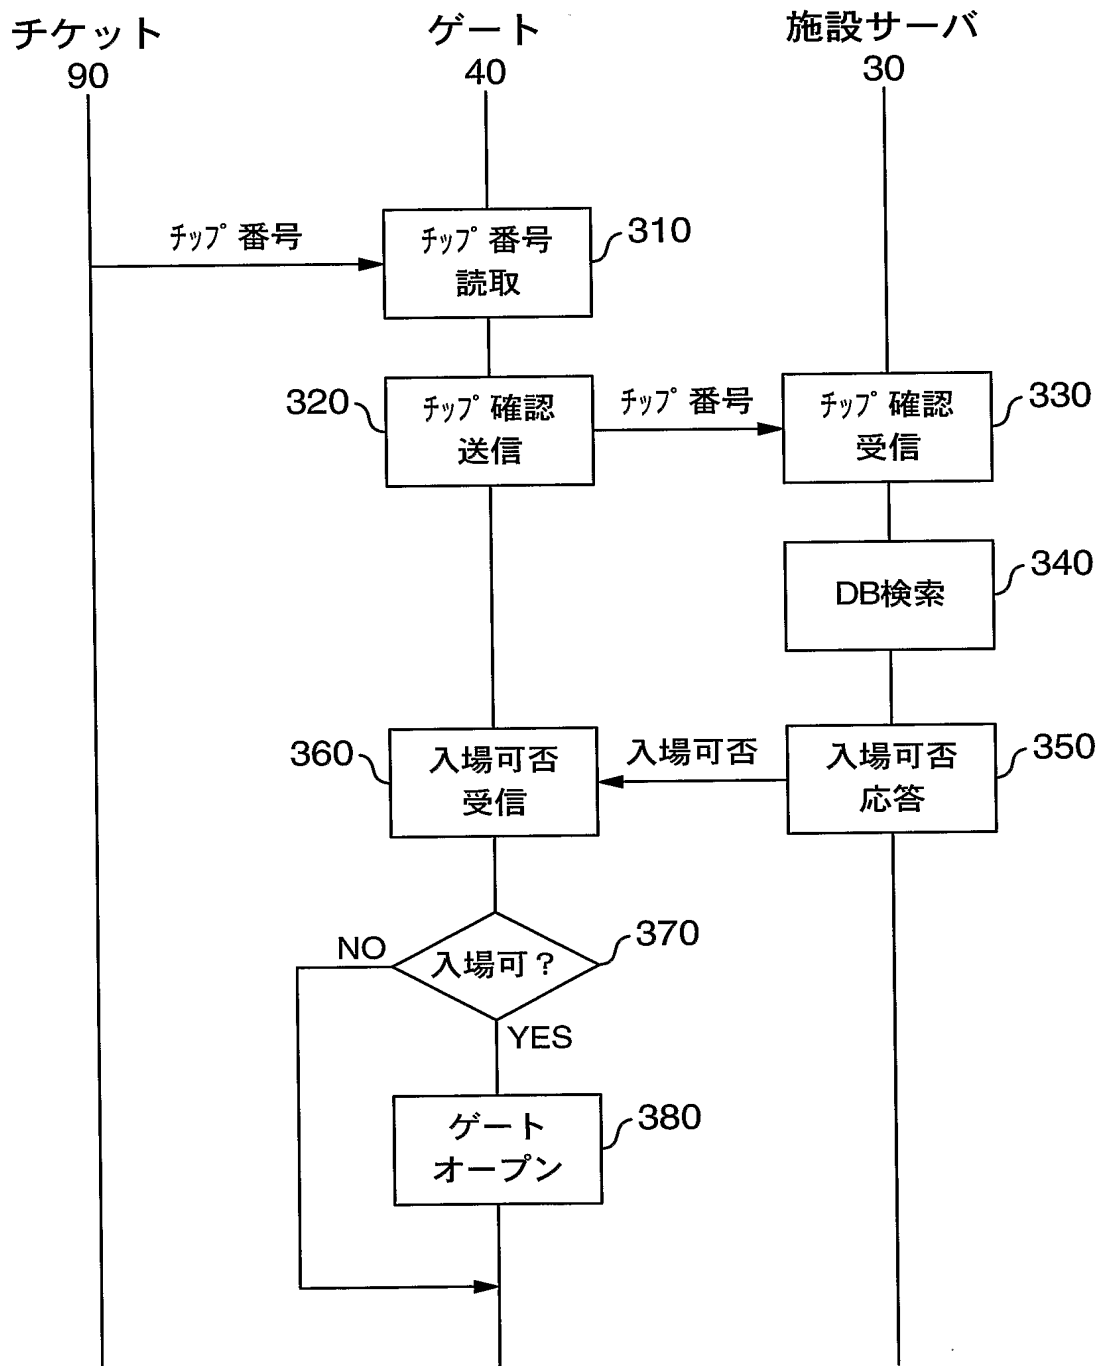 チケット
90
ゲート
40
施設サーバ
30
ﾁｯﾌﾟ番号
ﾁｯﾌﾟ番号
読取
310
320
ﾁｯﾌﾟ確認
送信
ﾁｯﾌﾟ番号
ﾁｯﾌﾟ確認
受信
330
DB検索
340
360
入場可否
受信
入場可否
入場可否
応答
350
NO
入場可？
370
YES
ゲート
オープン
380